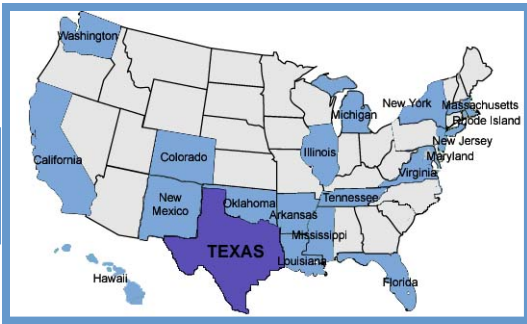 Washington
New York
Massachusetts
Michigan
Rhode Island
New Jersey
Illinois
Maryland
California
Colorado
Virginia
New
Mexico
Oklahoma
Tennessee
Arkansas
Mississippi
TEXAS
Louisiana
Hawaii
Florida